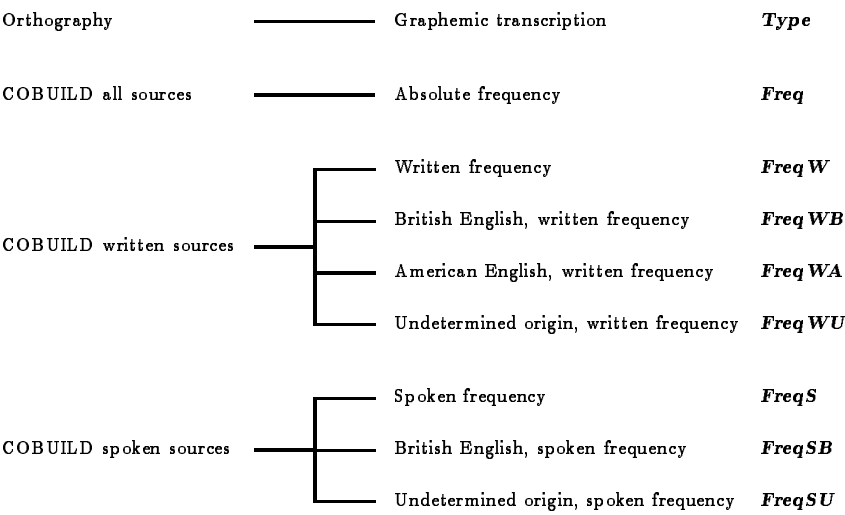 Orthography Graphemic transcription Type
COBUILD all sources Absolute frequency Freq
Written frequency FreqW
British English, written frequency FreqWB
COBUILD written sources
American English, written frequency FreqWA
Undetermined origin, written frequency FreqWU
Spoken frequency FreqS
COBUILD spoken sources British English, spoken frequency FreqSB
Undetermined origin, spoken frequency FreqSU